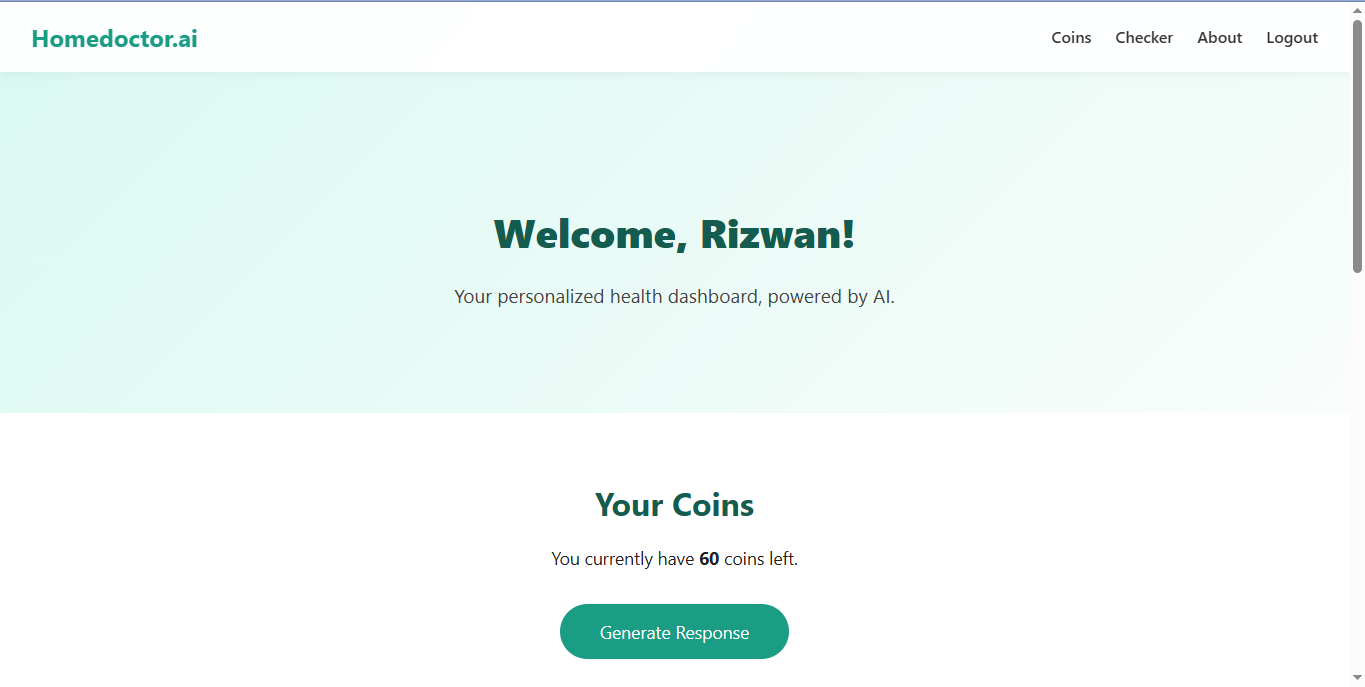 Homedoctor.ai
Coins Checker About Logout
Welcome, Rizwan!
Your personalized health dashboard, powered by AI.
Your Coins
You currently have 60 coins left.
Generate Response